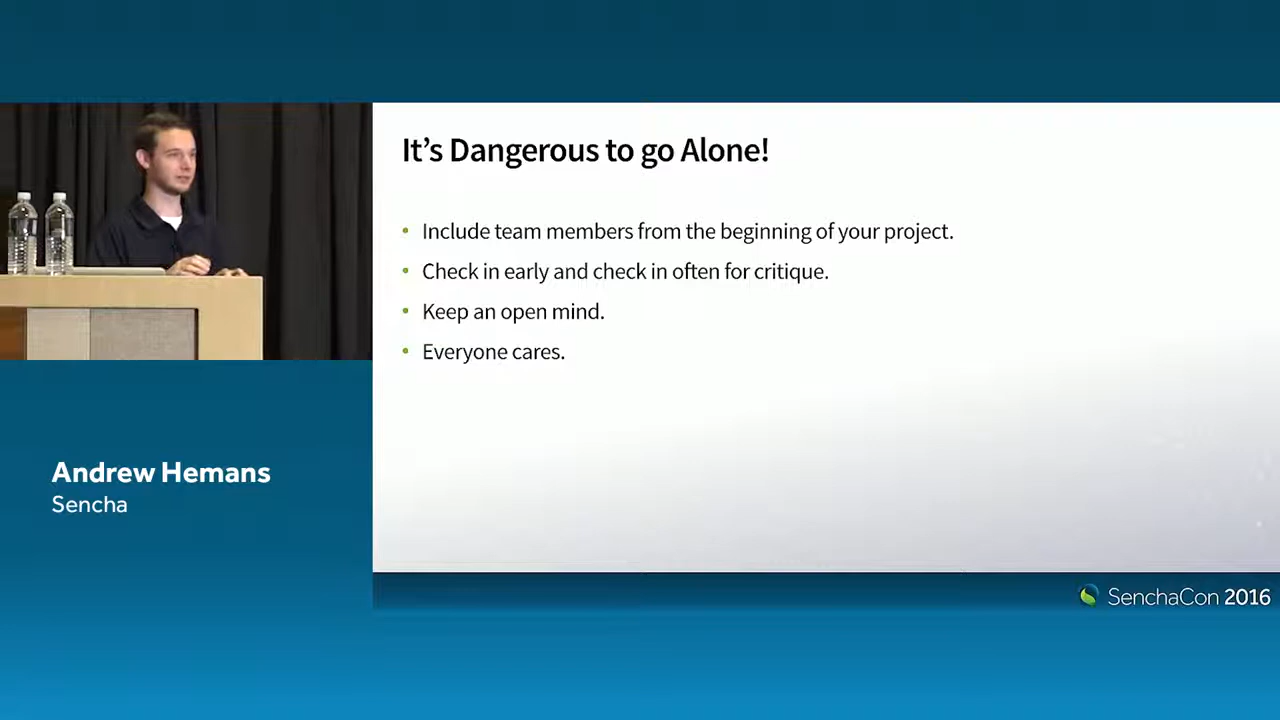 It's Dangerous to go Alone!
Include team members from the beginning of your project.
Check in early and check in often for critique.
Keep an open mind.
Everyone cares.
Andrew Hemans
Sencha
SenchaCon 2016